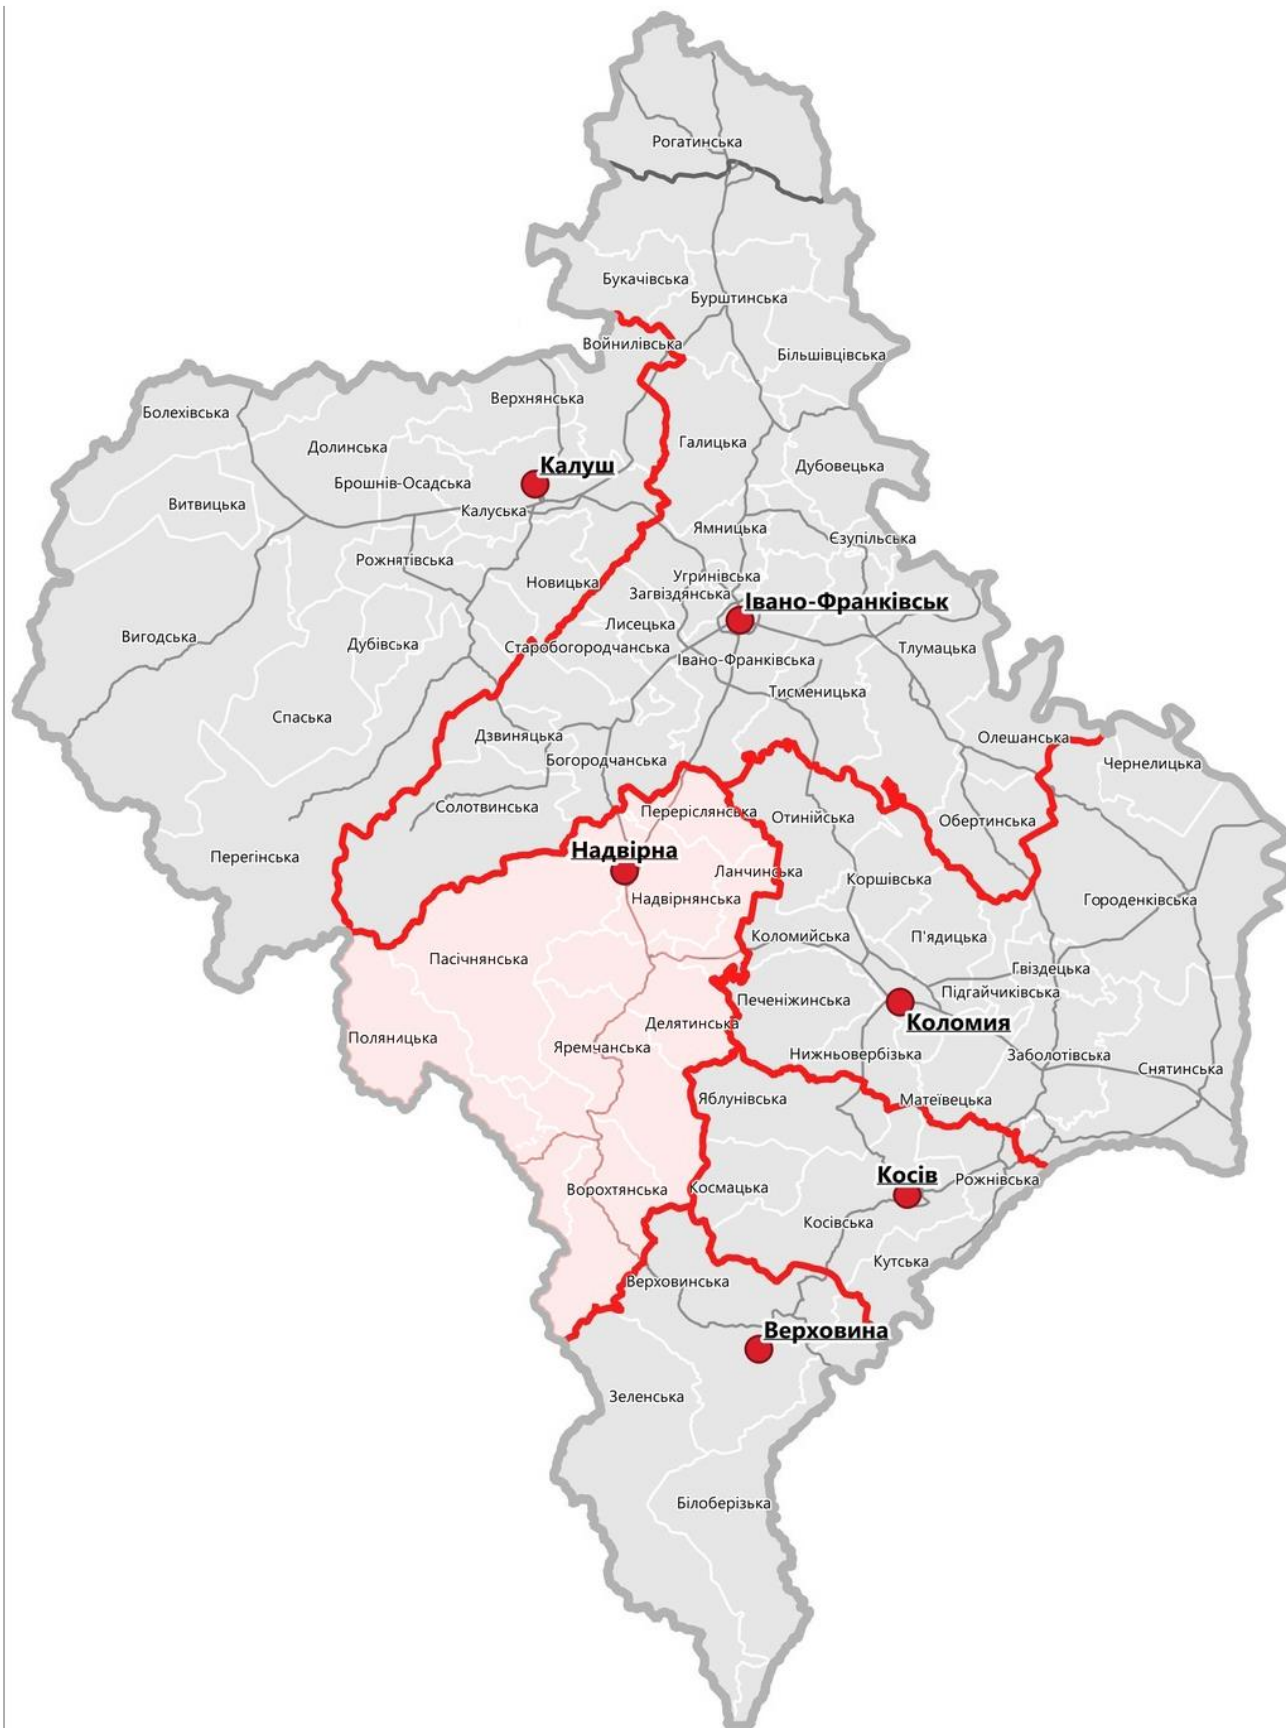 Рогатинська
Букачівська
Бурштинська
Войнилівська
Більшівцівська
Верхнянська
Болехівська
Галицька
Долинська
Калуш
Дубовецька
Брошнів-Осадська
Витвицька
Калуська
Ямницька
Єзупільська
Рожнятівська
Угринівська
Новицька
Загвіздянська
Івано-Франківськ
Лисецька
Вигодська
Дубівська
Старобогородчанська
Тлумацька
Івано-Франківська
Тисменицька
Спаська
Дзвиняцька
Олешанська
Богородчанська
Чернелицька
Солотвинська
Переріслянська
Отинійська
Обертинська
Перегінська
Надвірна
Ланчинська
Коршівська
Надвірнянська
Городенківська
Коломийська
П'ядицька
Пасічнянська
Гвіздецька
Печеніжинська
Підгайчиківська
Коломия
Делятинська
Поляницька
Яремчанська
Нижньовербізька
Заболотівська
Снятинська
Яблунівська
Матеївецька
Косів
Рожнівська
Ворохтянська
Космацька
Косівська
Кутська
Верховинська
Верховина
Зеленська
Білоберізька